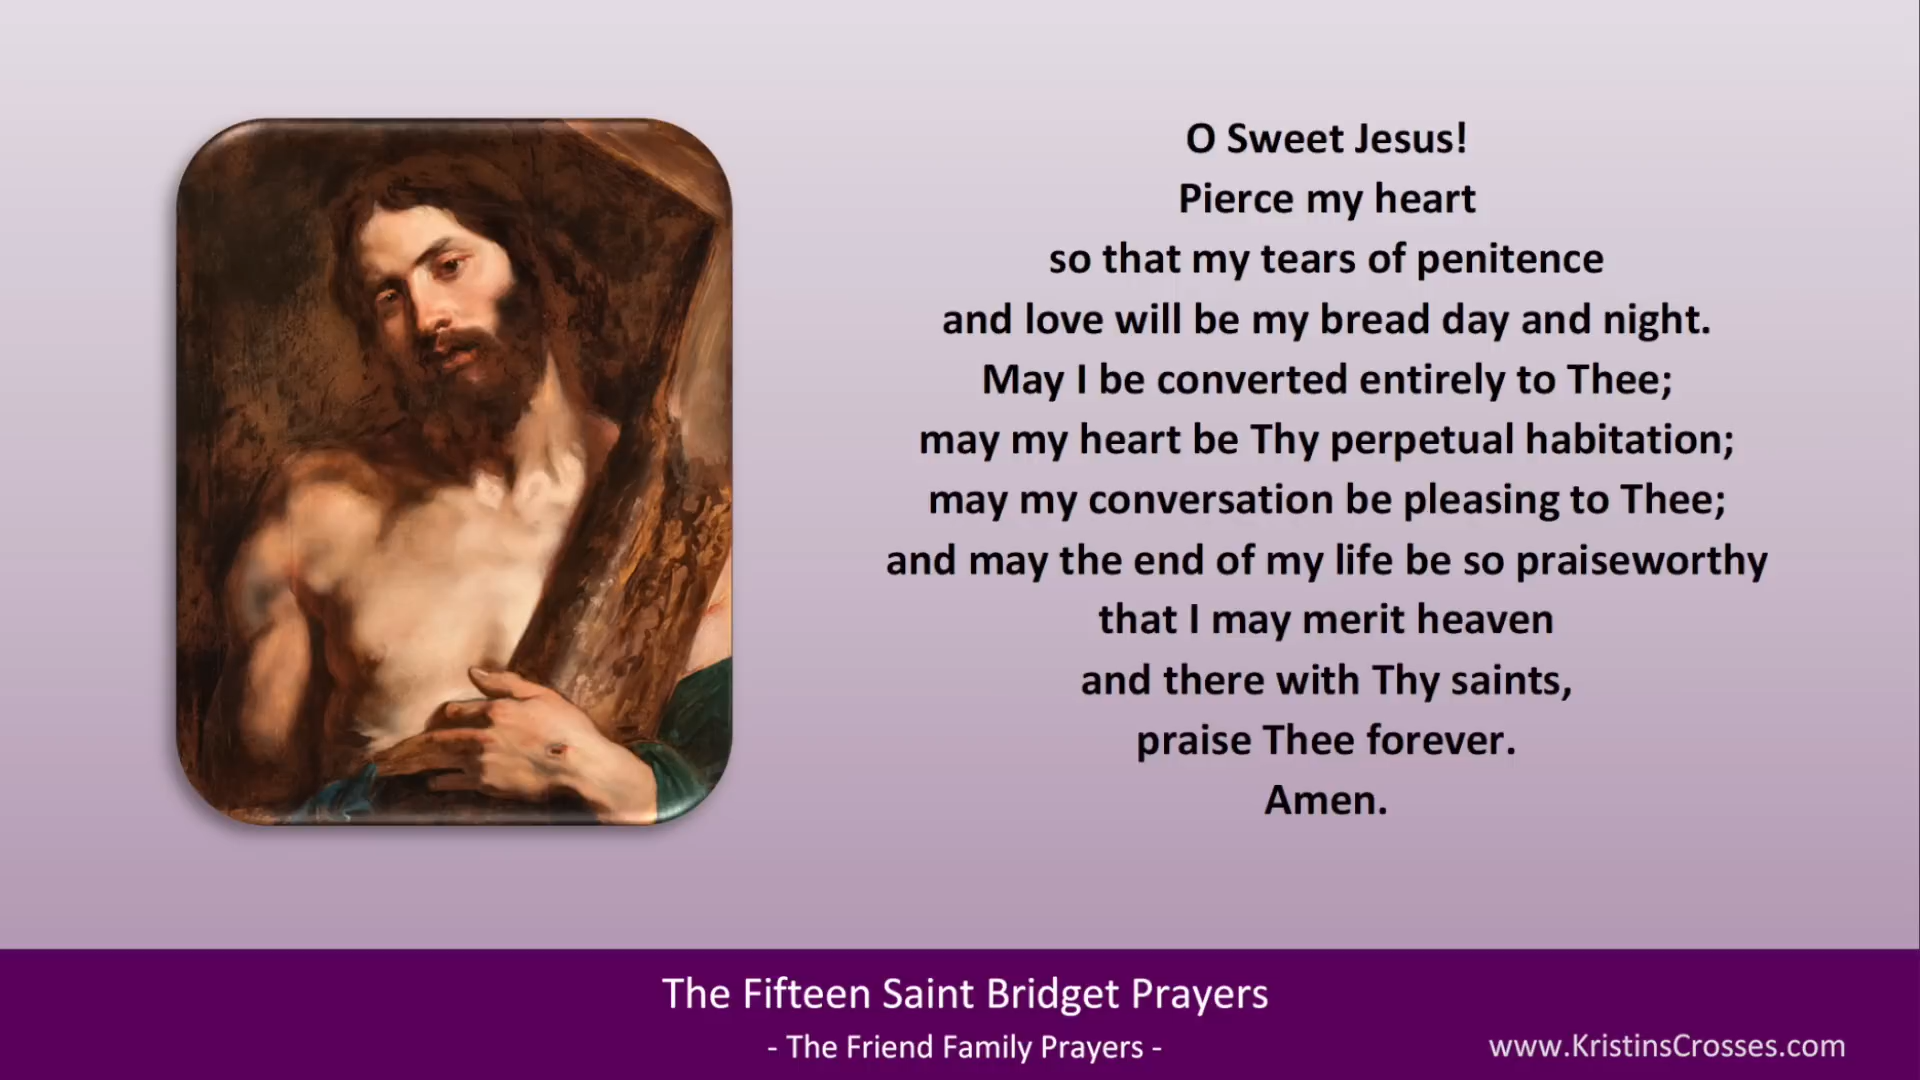 O Sweet Jesus!
Pierce my heart
so that my tears of penitence
and love will be my bread day and night.
May I be converted entirely to Thee;
may my heart be Thy perpetual habitation;
may my conversation be pleasing to Thee;
and may the end of my life be so praiseworthy
that I may merit heaven
and there with Thy saints,
praise Thee forever.
Amen.
The Fifteen Saint Bridget Prayers
- The Friend Family Prayers -
www.KristinsCrosses.com